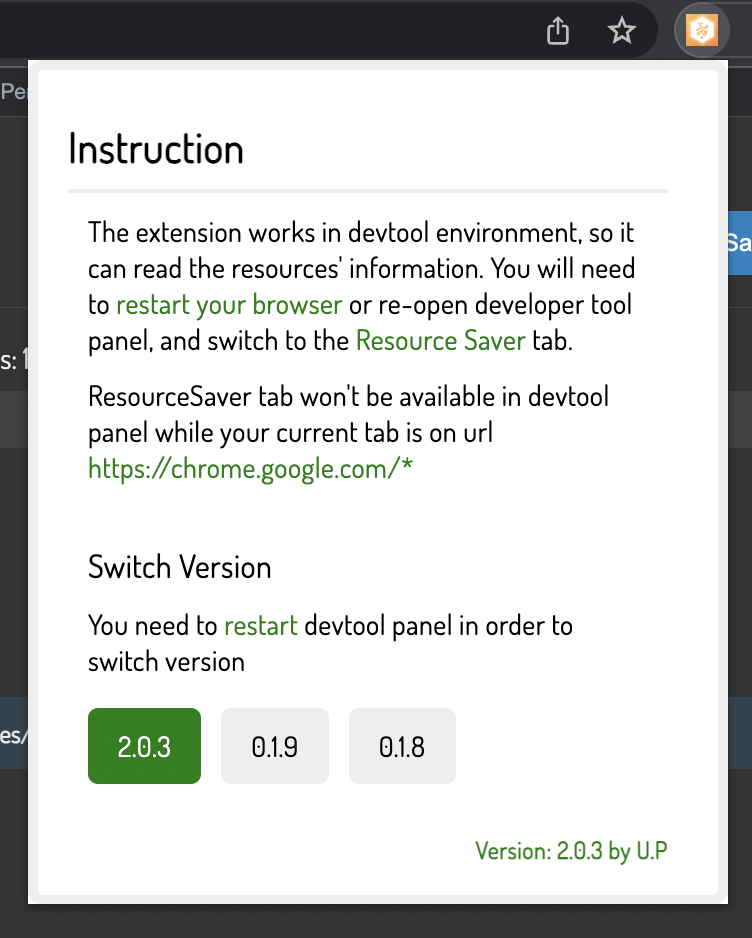 Pe
Instruction
The extension works in devtool environment, so it
can read the resources' information. You will need
to restart your browser or re-open developer tool
panel, and switch to the Resource Saver tab.
Sa
s: 1
ResourceSaver tab won't be available in devtool
panel while your current tab is on url
https://chrome.google.com/*
Switch Version
You need to restart devtool panel in order to
switch version
es/
2.0.3
0.1.9
0.1.8
Version: 2.0.3 by U.P